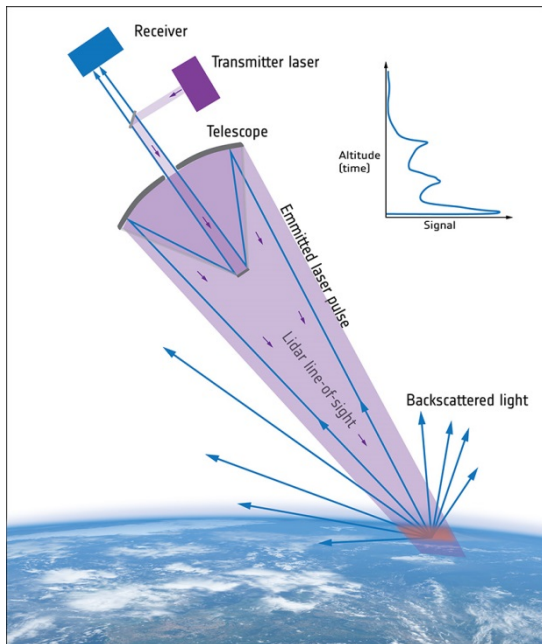 Receiver
Transmitter laser
Telescope
Altitude
(time)
Signal
Emmitted laser pulse
Lidar line-of-sight
Backscattered light